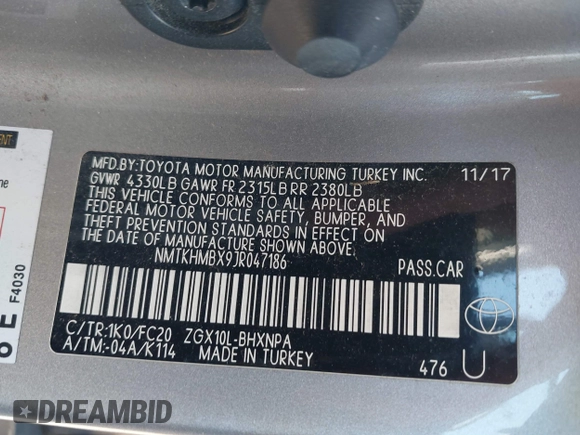 MFD.BY:TOYOTA MOTOR MANUFACTURING TURKEY INC. 11/17
GVWR 4330LB GAWR FR 2315LB RR 2380LB
THIS VEHICLE CONFORMS TO ALL APPLICABLE
FEDERAL MOTOR VEHICLE SAFETY, BUMPER, AND
THEFT PREVENTION STANDARDS IN EFFECT ON
THE DATE OF MANUFACTURE SHOWN ABOVE.
NMTKHMBX9JR047186 PASS.CAR
C/TR:1K0/FC20 ZGX10L-BHXNPA
A/TM:-04A/K114 MADE IN TURKEY
476 U
6 E F4030
DREAMBID